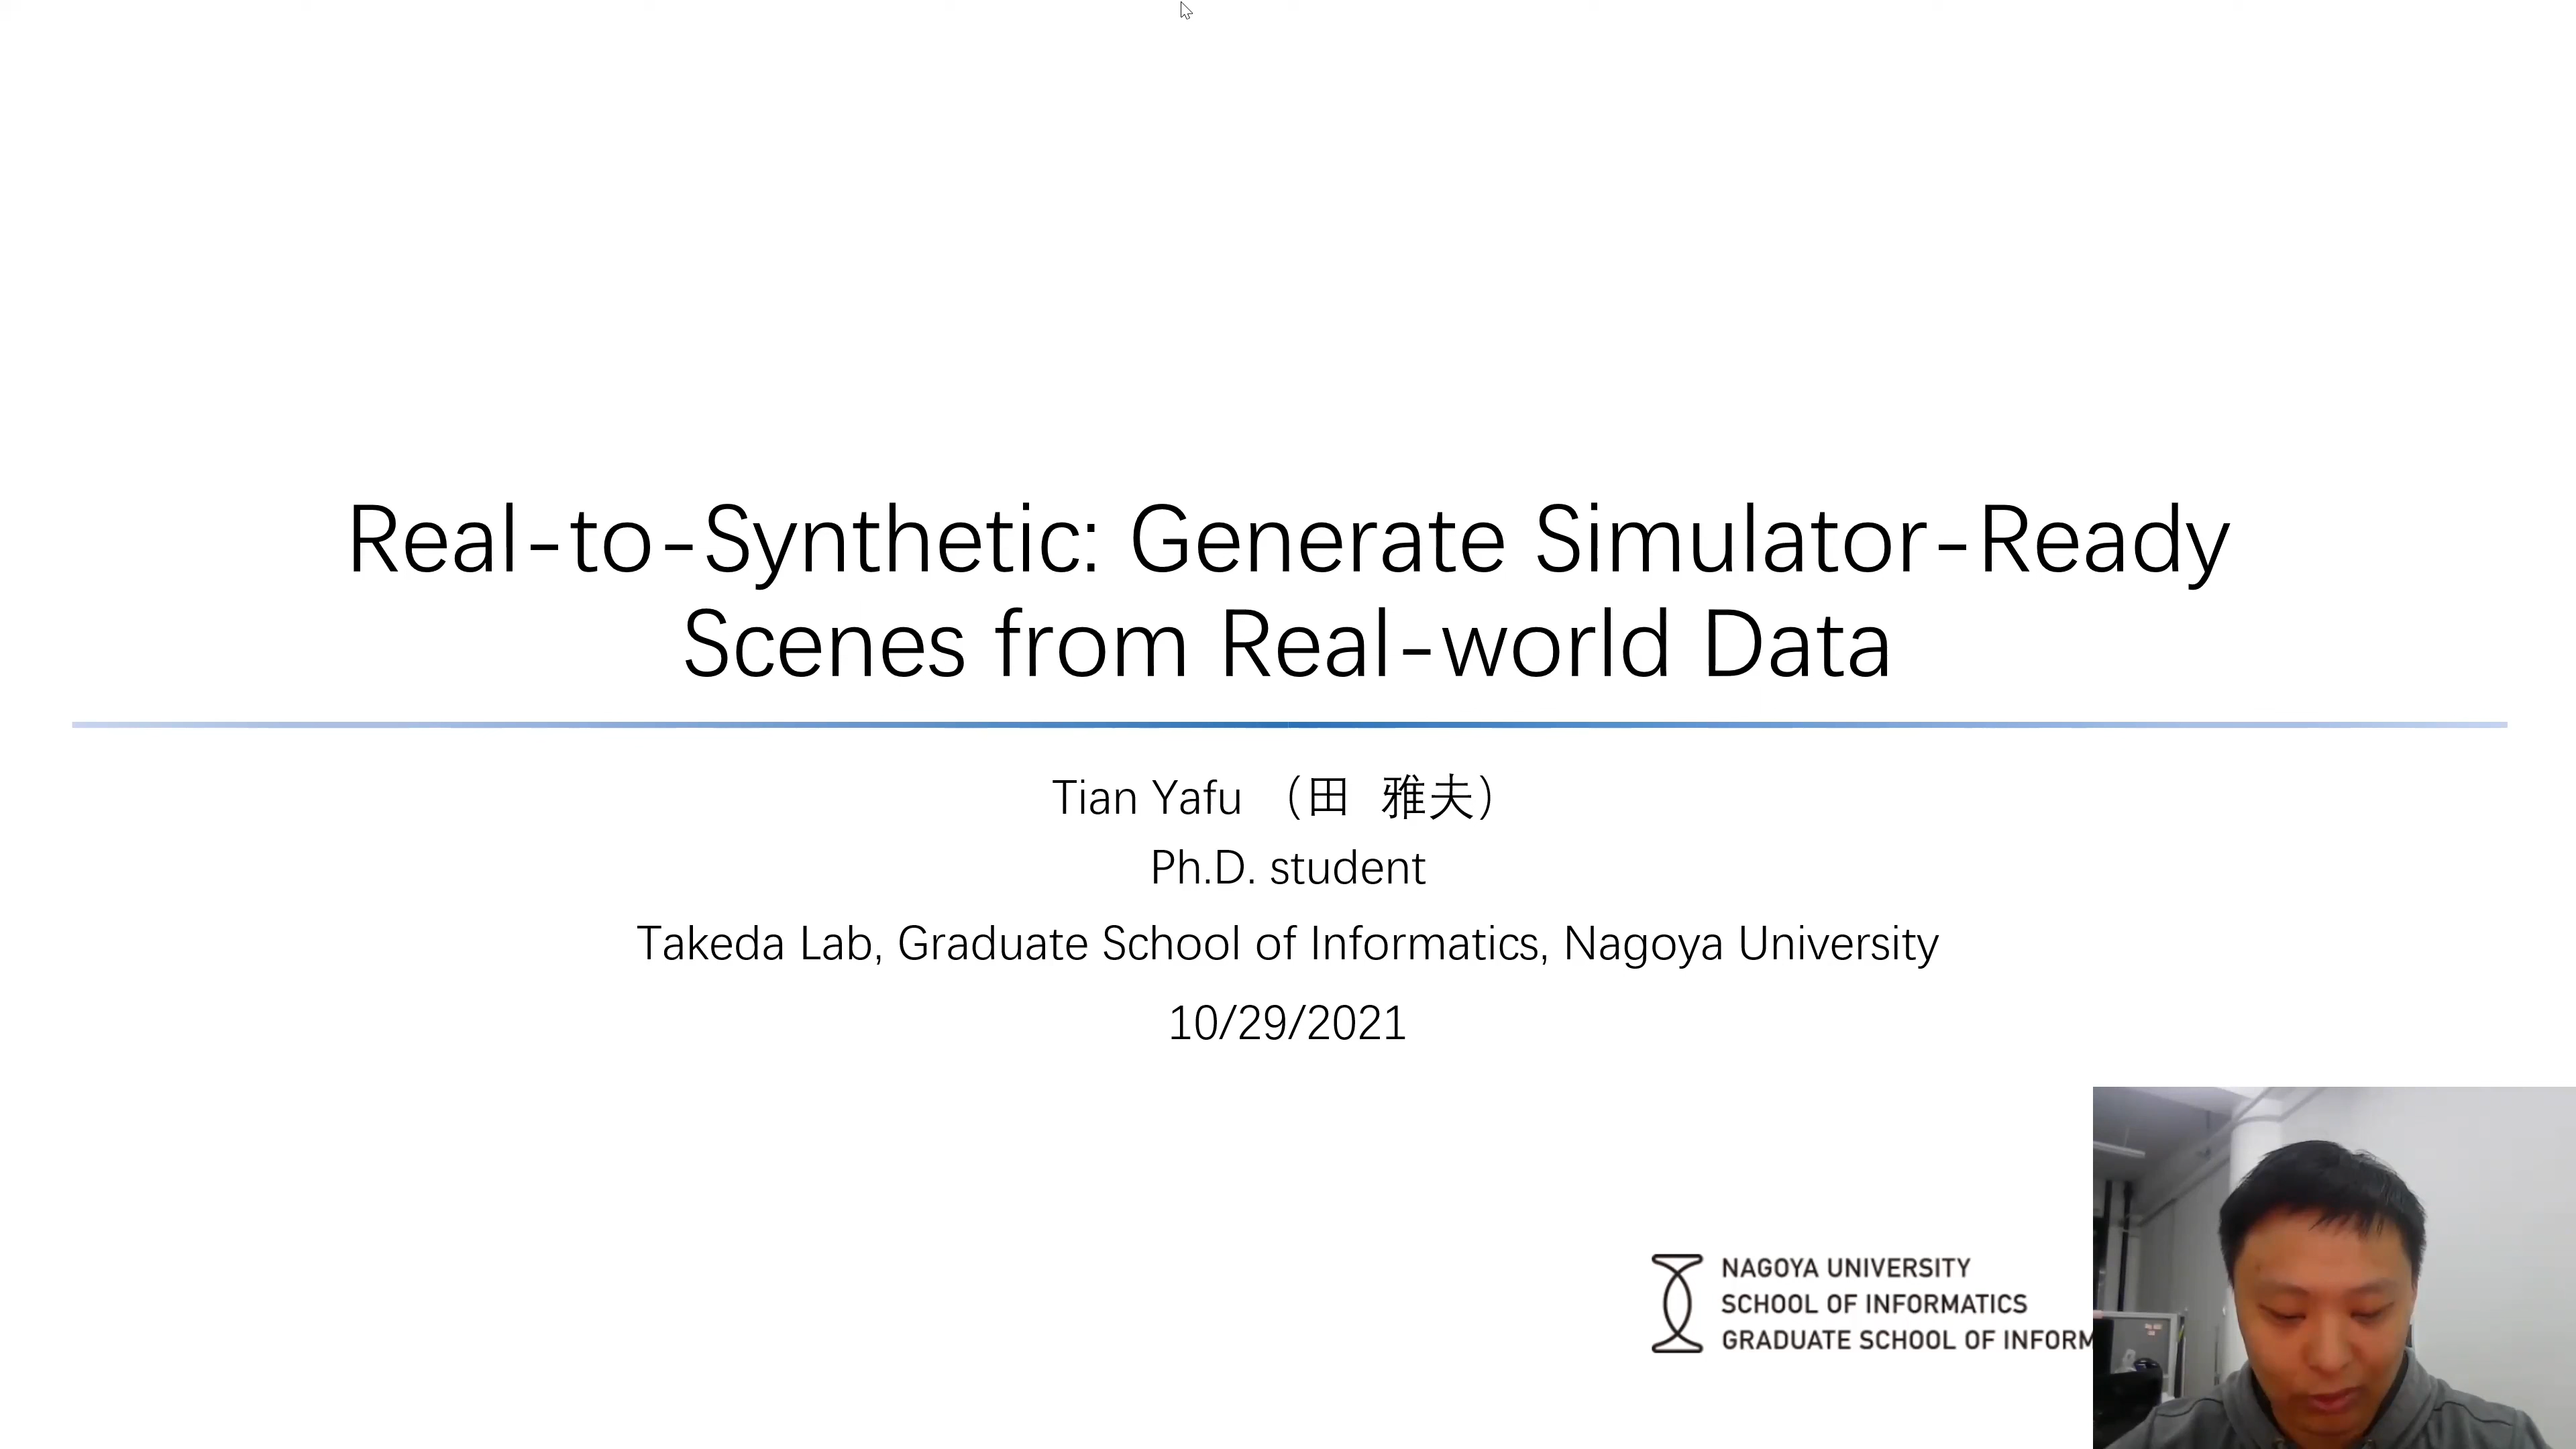 Real-to-Synthetic: Generate Simulator-Ready
Scenes from Real-world Data
Tian Yafu （田 雅夫）
Ph.D. student
Takeda Lab, Graduate School of Informatics, Nagoya University
10/29/2021
NAGOYA UNIVERSITY
SCHOOL OF INFORMATICS
GRADUATE SCHOOL OF INFORM